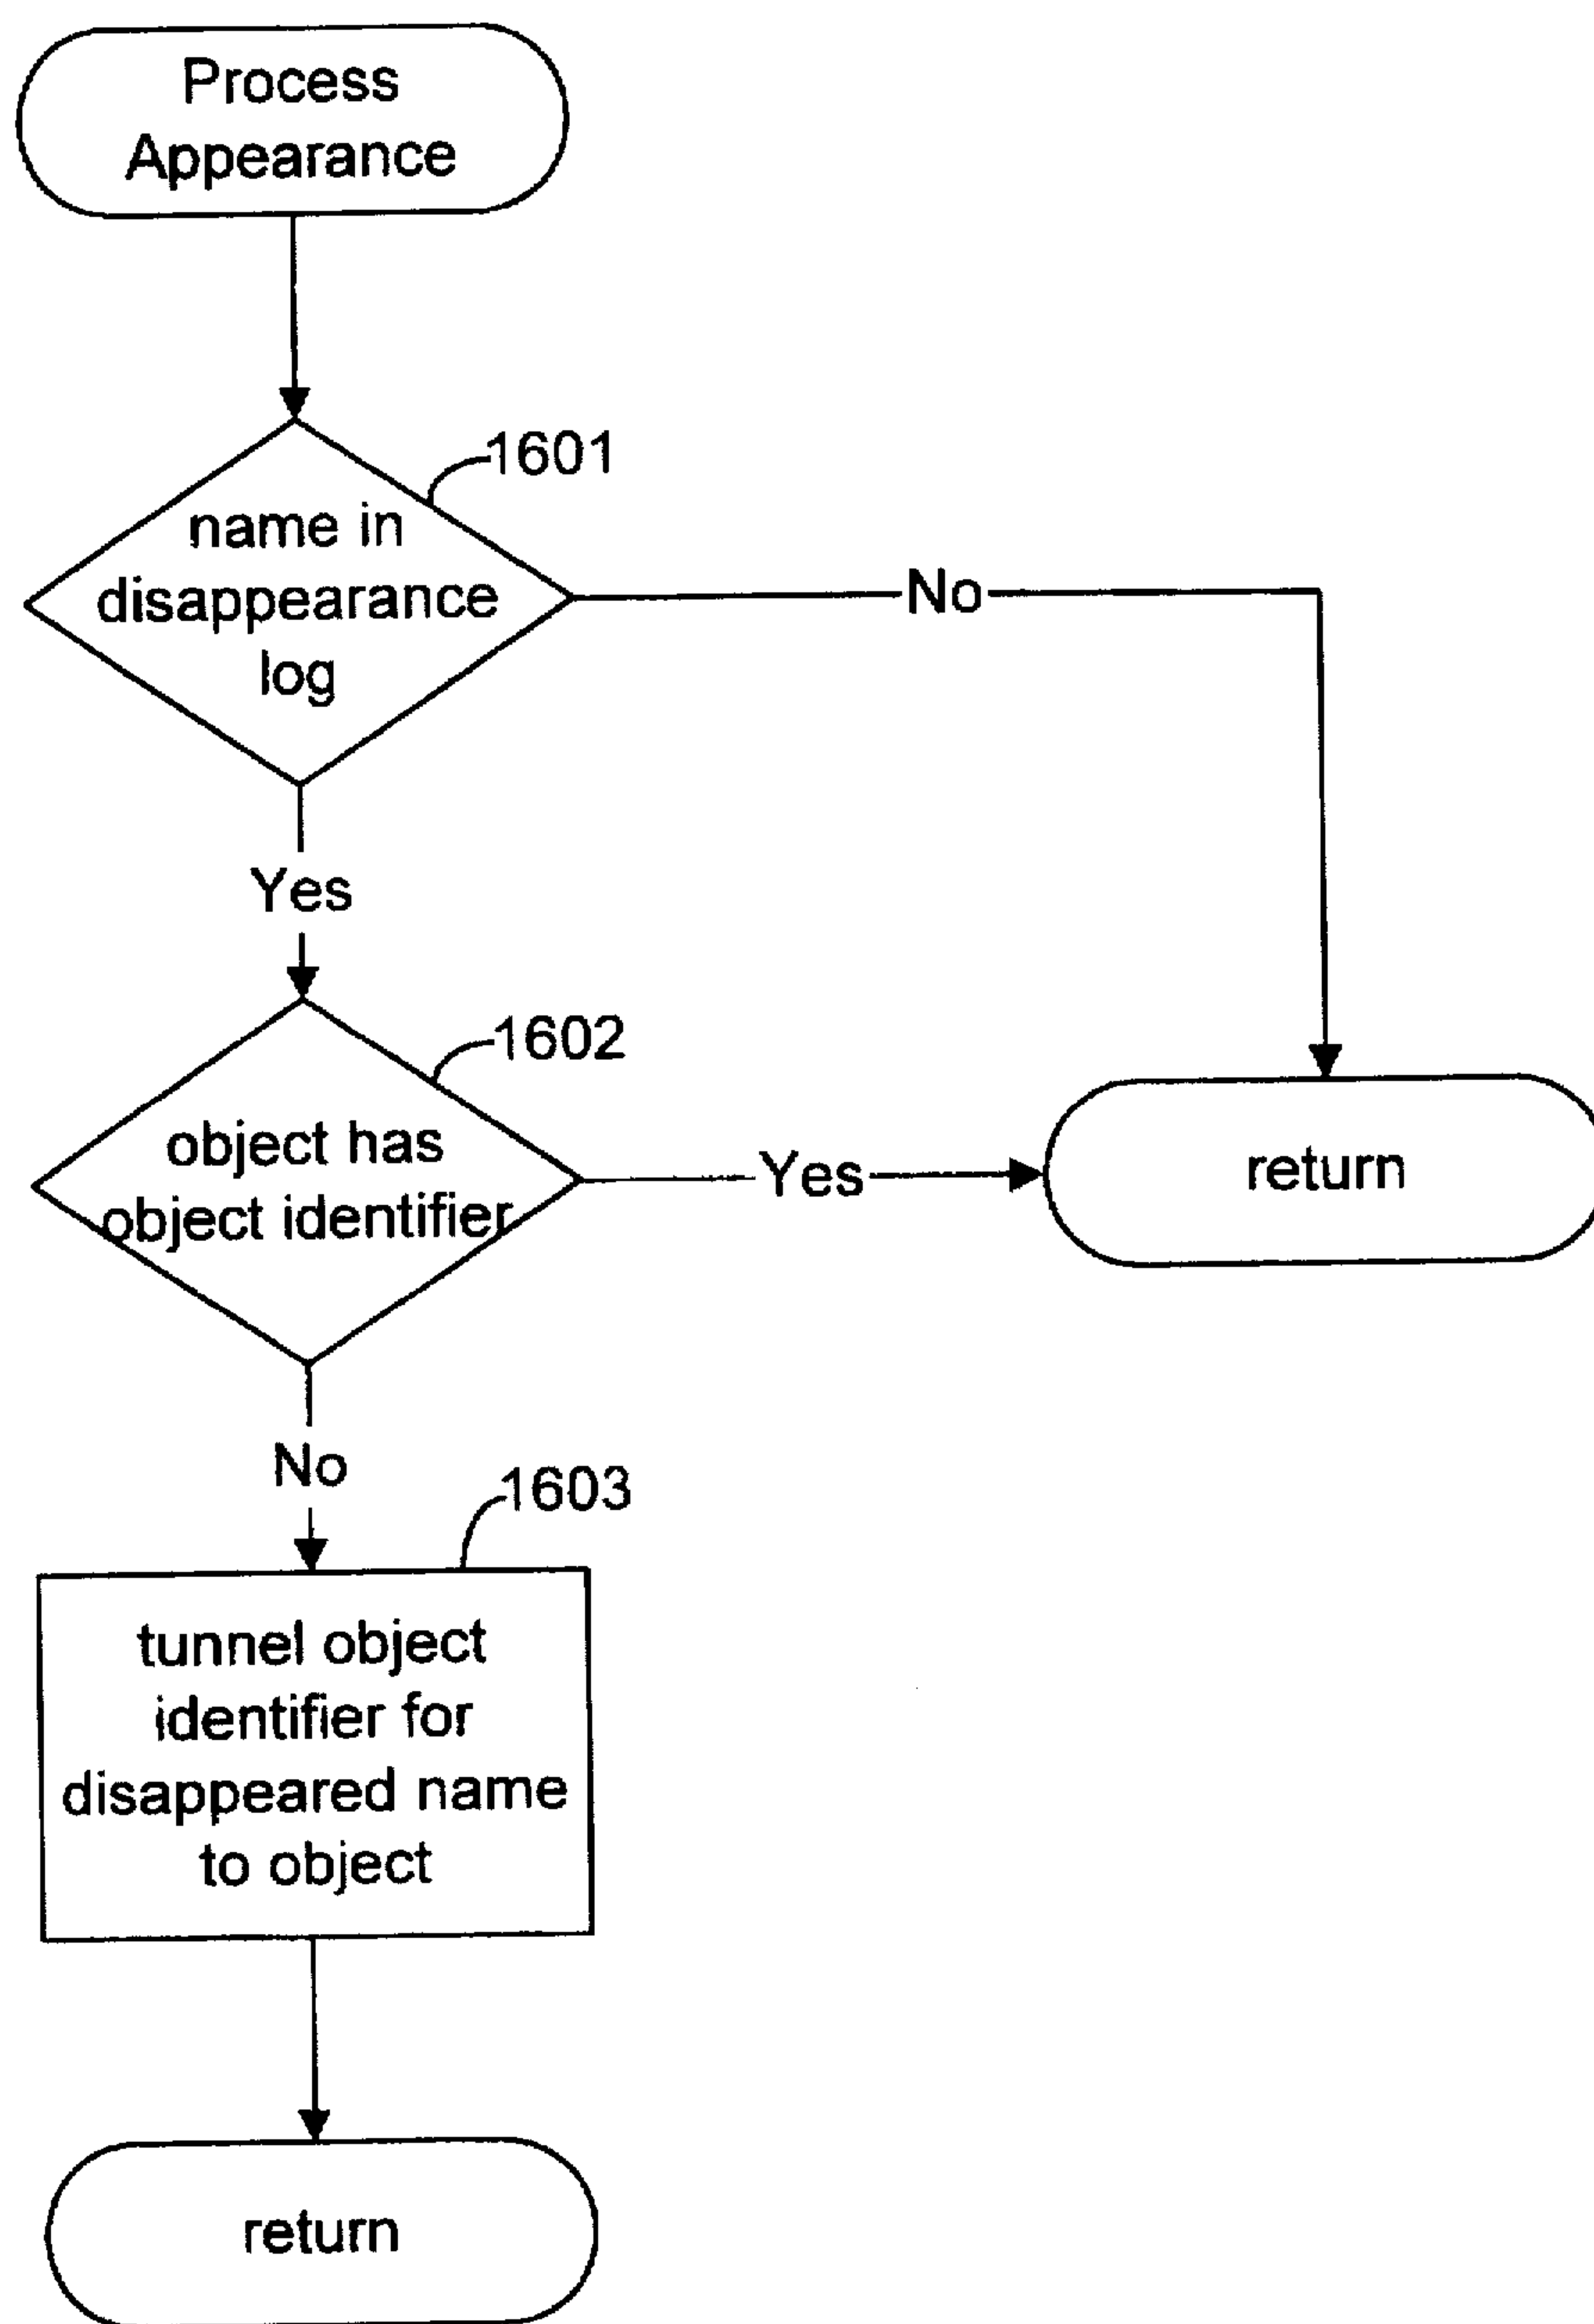 Process
Appearance
1601
name in
disappearance
log
No
Yes
1602
object has
object identifier
Yes
return
No
1603
tunnel object
identifier for
disappeared name
to object
return